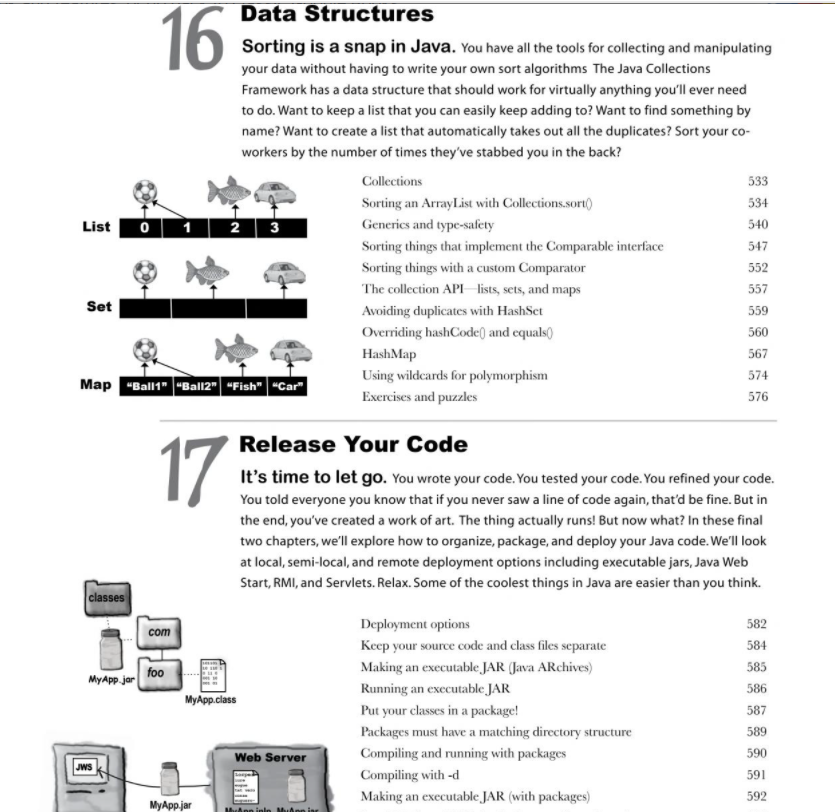 16 Data Structures
Sorting is a snap in Java. You have all the tools for collecting and manipulating
your data without having to write your own sort algorithms The Java Collections
Framework has a data structure that should work for virtually anything you'll ever need
to do. Want to keep a list that you can easily keep adding to? Want to find something by
name? Want to create a list that automatically takes out all the duplicates? Sort your co-
workers by the number of times they've stabbed you in the back?
List 0 1 2 3
Set
Map "Ball1" "Ball2" "Fish" "Car"
Collections 533
Sorting an ArrayList with Collections.sort() 534
Generics and type-safety 540
Sorting things that implement the Comparable interface 547
Sorting things with a custom Comparator 552
The collection API—lists, sets, and maps 557
Avoiding duplicates with HashSet 559
Overriding hashCode() and equals() 560
HashMap 567
Using wildcards for polymorphism 574
Exercises and puzzles 576
17 Release Your Code
It's time to let go. You wrote your code. You tested your code. You refined your code.
You told everyone you know that if you never saw a line of code again, that'd be fine. But in
the end, you've created a work of art. The thing actually runs! But now what? In these final
two chapters, we'll explore how to organize, package, and deploy your Java code. We'll look
at local, semi-local, and remote deployment options including executable jars, Java Web
Start, RMI, and Servlets. Relax. Some of the coolest things in Java are easier than you think.
classes
com
foo
MyApp.jar
MyApp.class
JWS
MyApp.jar
Web Server
Deployment options 582
Keep your source code and class files separate 584
Making an executable JAR (Java ARchives) 585
Running an executable JAR 586
Put your classes in a package! 587
Packages must have a matching directory structure 589
Compiling and running with packages 590
Compiling with -d 591
Making an executable JAR (with packages) 592